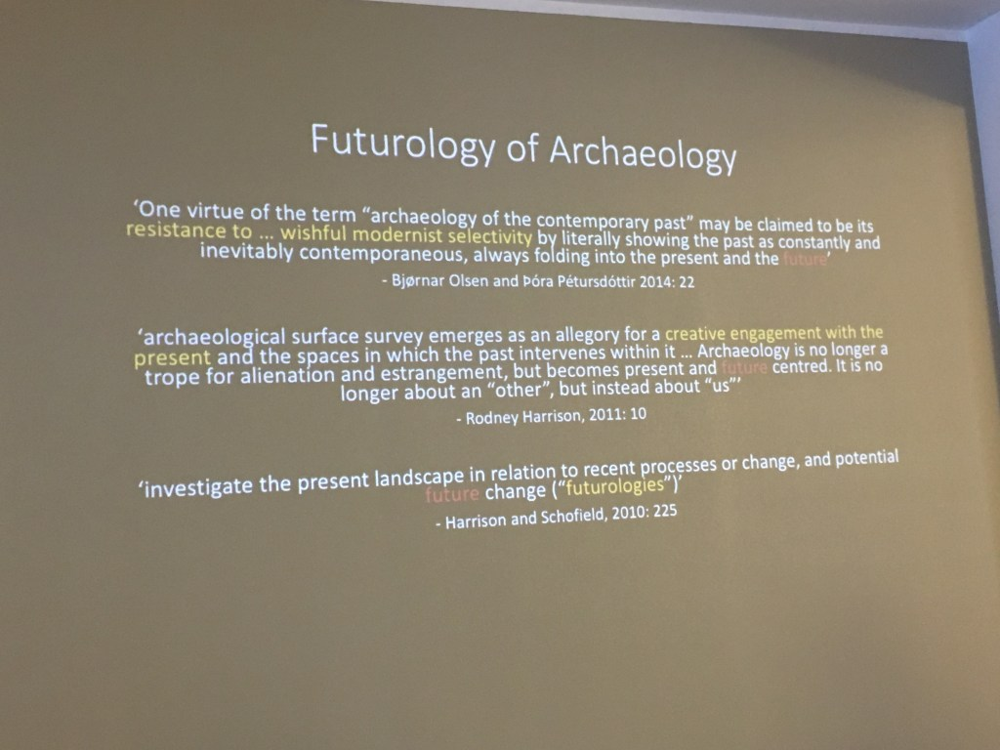 Futurology of Archaeology
‘One virtue of the term “archaeology of the contemporary past” may be claimed to be its
resistance to ... wishful modernist selectivity by literally showing the past as constantly and
inevitably contemporaneous, always folding into the present and the future’
- Bjørnar Olsen and Þóra Pétursdóttir 2014: 22
‘archaeological surface survey emerges as an allegory for a creative engagement with the
present and the spaces in which the past intervenes within it ... Archaeology is no longer a
trope for alienation and estrangement, but becomes present and future centred. It is no
longer about an “other”, but instead about “us”’
- Rodney Harrison, 2011: 10
‘investigate the present landscape in relation to recent processes or change, and potential
future change (“futurologies”)’
- Harrison and Schofield, 2010: 225